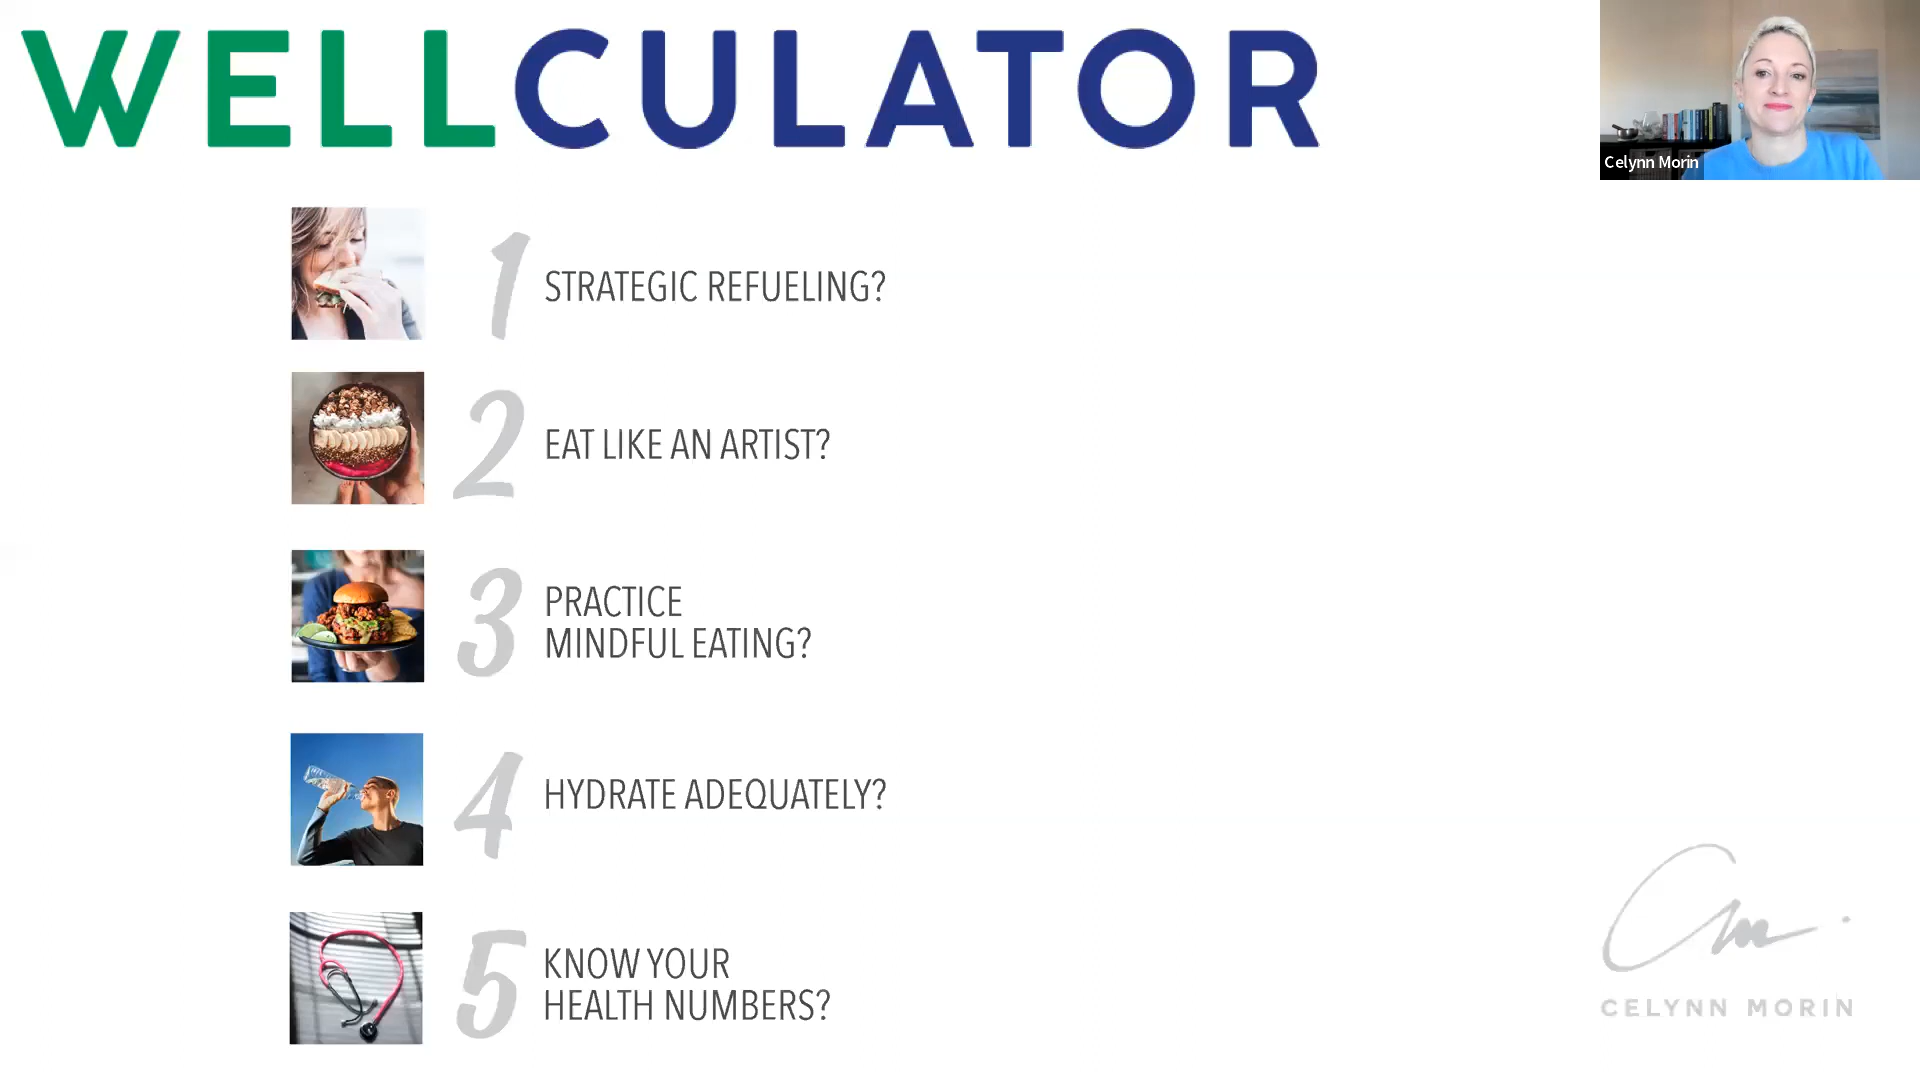 WELLCULATOR
Celynn Morin
1 STRATEGIC REFUELING?
2 EAT LIKE AN ARTIST?
3 PRACTICE
MINDFUL EATING?
4 HYDRATE ADEQUATELY?
5 KNOW YOUR
HEALTH NUMBERS?
Cm.
CELYNN MORIN